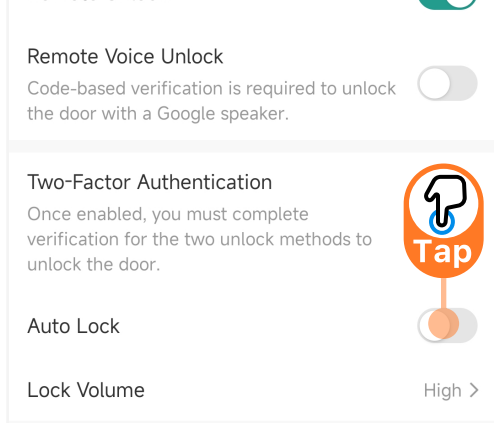 Remote Voice Unlock
Code-based verification is required to unlock
the door with a Google speaker.
Two-Factor Authentication
Once enabled, you must complete
verification for the two unlock methods to
unlock the door.
Tap
Auto Lock
Lock Volume
High